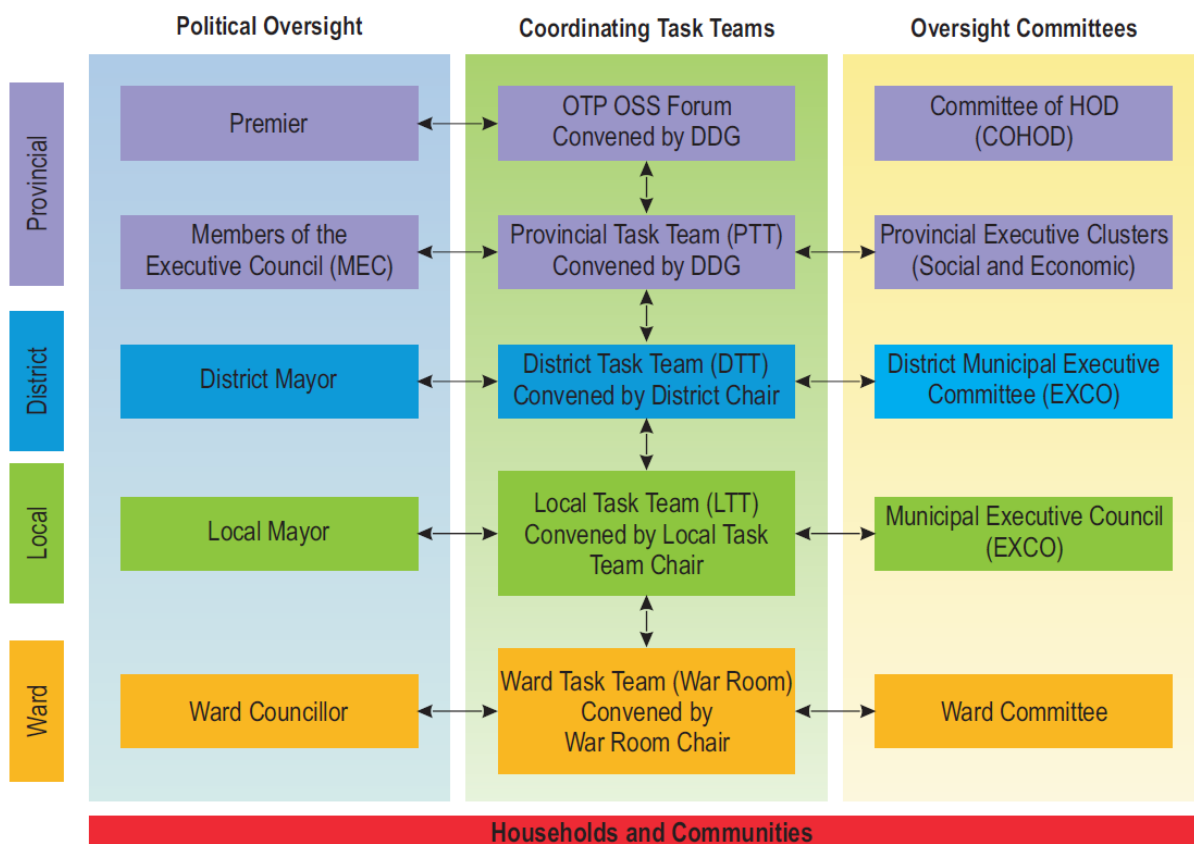 Political Oversight
Coordinating Task Teams
Oversight Committees
Provincial
Premier
OTP OSS Forum
Convened by DDG
Committee of HOD
(COHOD)
Members of the
Executive Council (MEC)
Provincial Task Team (PTT)
Convened by DDG
Provincial Executive Clusters
(Social and Economic)
District
District Mayor
District Task Team (DTT)
Convened by District Chair
District Municipal Executive
Committee (EXCO)
Local
Local Mayor
Local Task Team (LTT)
Convened by Local Task
Team Chair
Municipal Executive Council
(EXCO)
Ward
Ward Councillor
Ward Task Team (War Room)
Convened by
War Room Chair
Ward Committee
Households and Communities